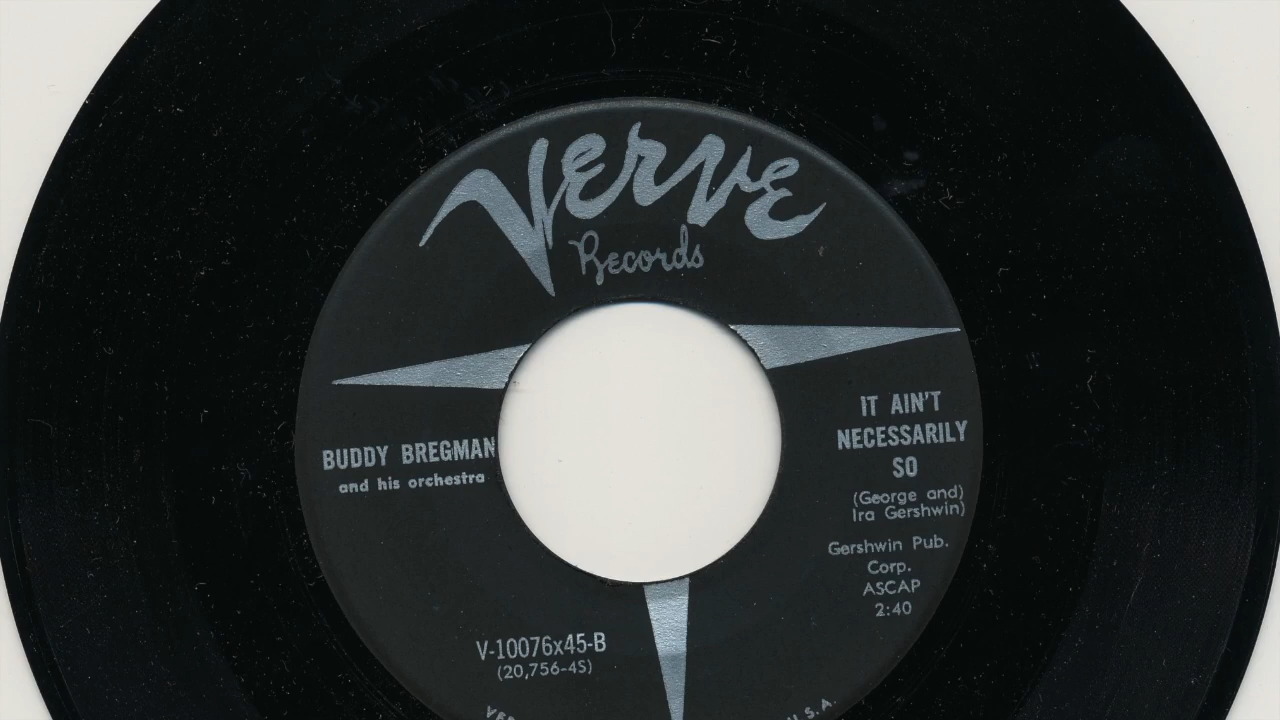 Verve
Records
BUDDY BREGMAN
and his orchestra
IT AIN'T
NECESSARILY
SO
(George and)
Ira Gershwin)
Gershwin Pub.
Corp.
ASCAP
2:40
V-10076x45-B
(20,756-4S)
U.S.A.